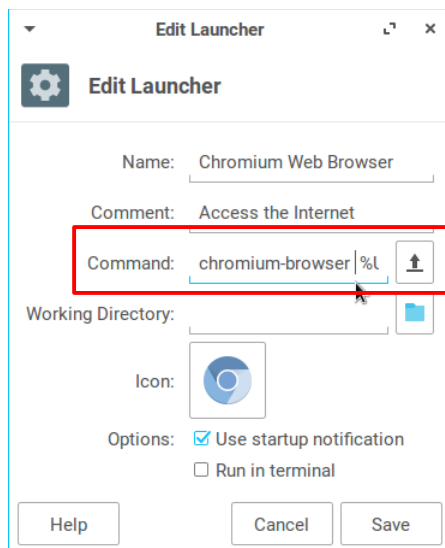 Edit Launcher
Edit Launcher
Name: Chromium Web Browser
Comment: Access the Internet
Command: chromium-browser %U
Working Directory:
Icon:
Options: Use startup notification
Run in terminal
Help Cancel Save